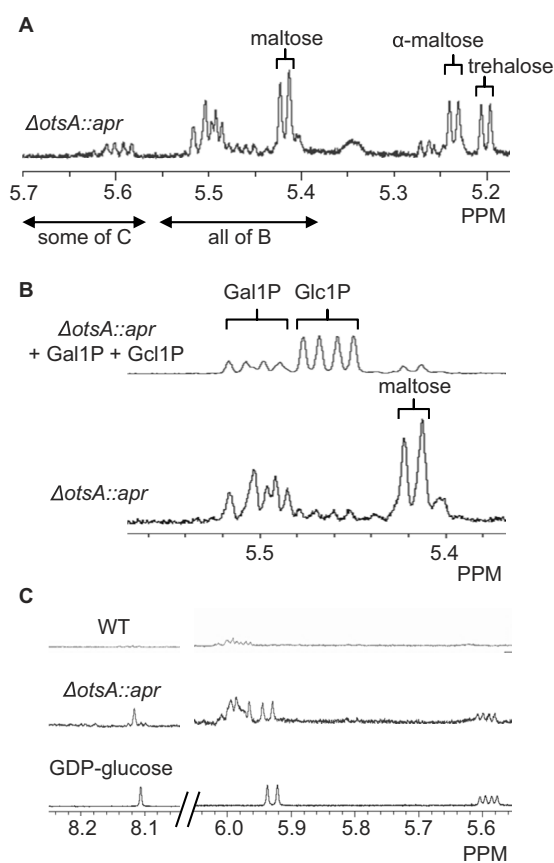 A
maltose
α-maltose
trehalose
ΔotsA::apr
5.7 5.6 5.5 5.4 5.3 5.2
PPM
some of C all of B
B
Gal1P Glc1P
ΔotsA::apr
+ Gal1P + Gcl1P
maltose
ΔotsA::apr
5.5 5.4
PPM
C
WT
ΔotsA::apr
GDP-glucose
8.2 8.1 6.0 5.9 5.8 5.7 5.6
PPM